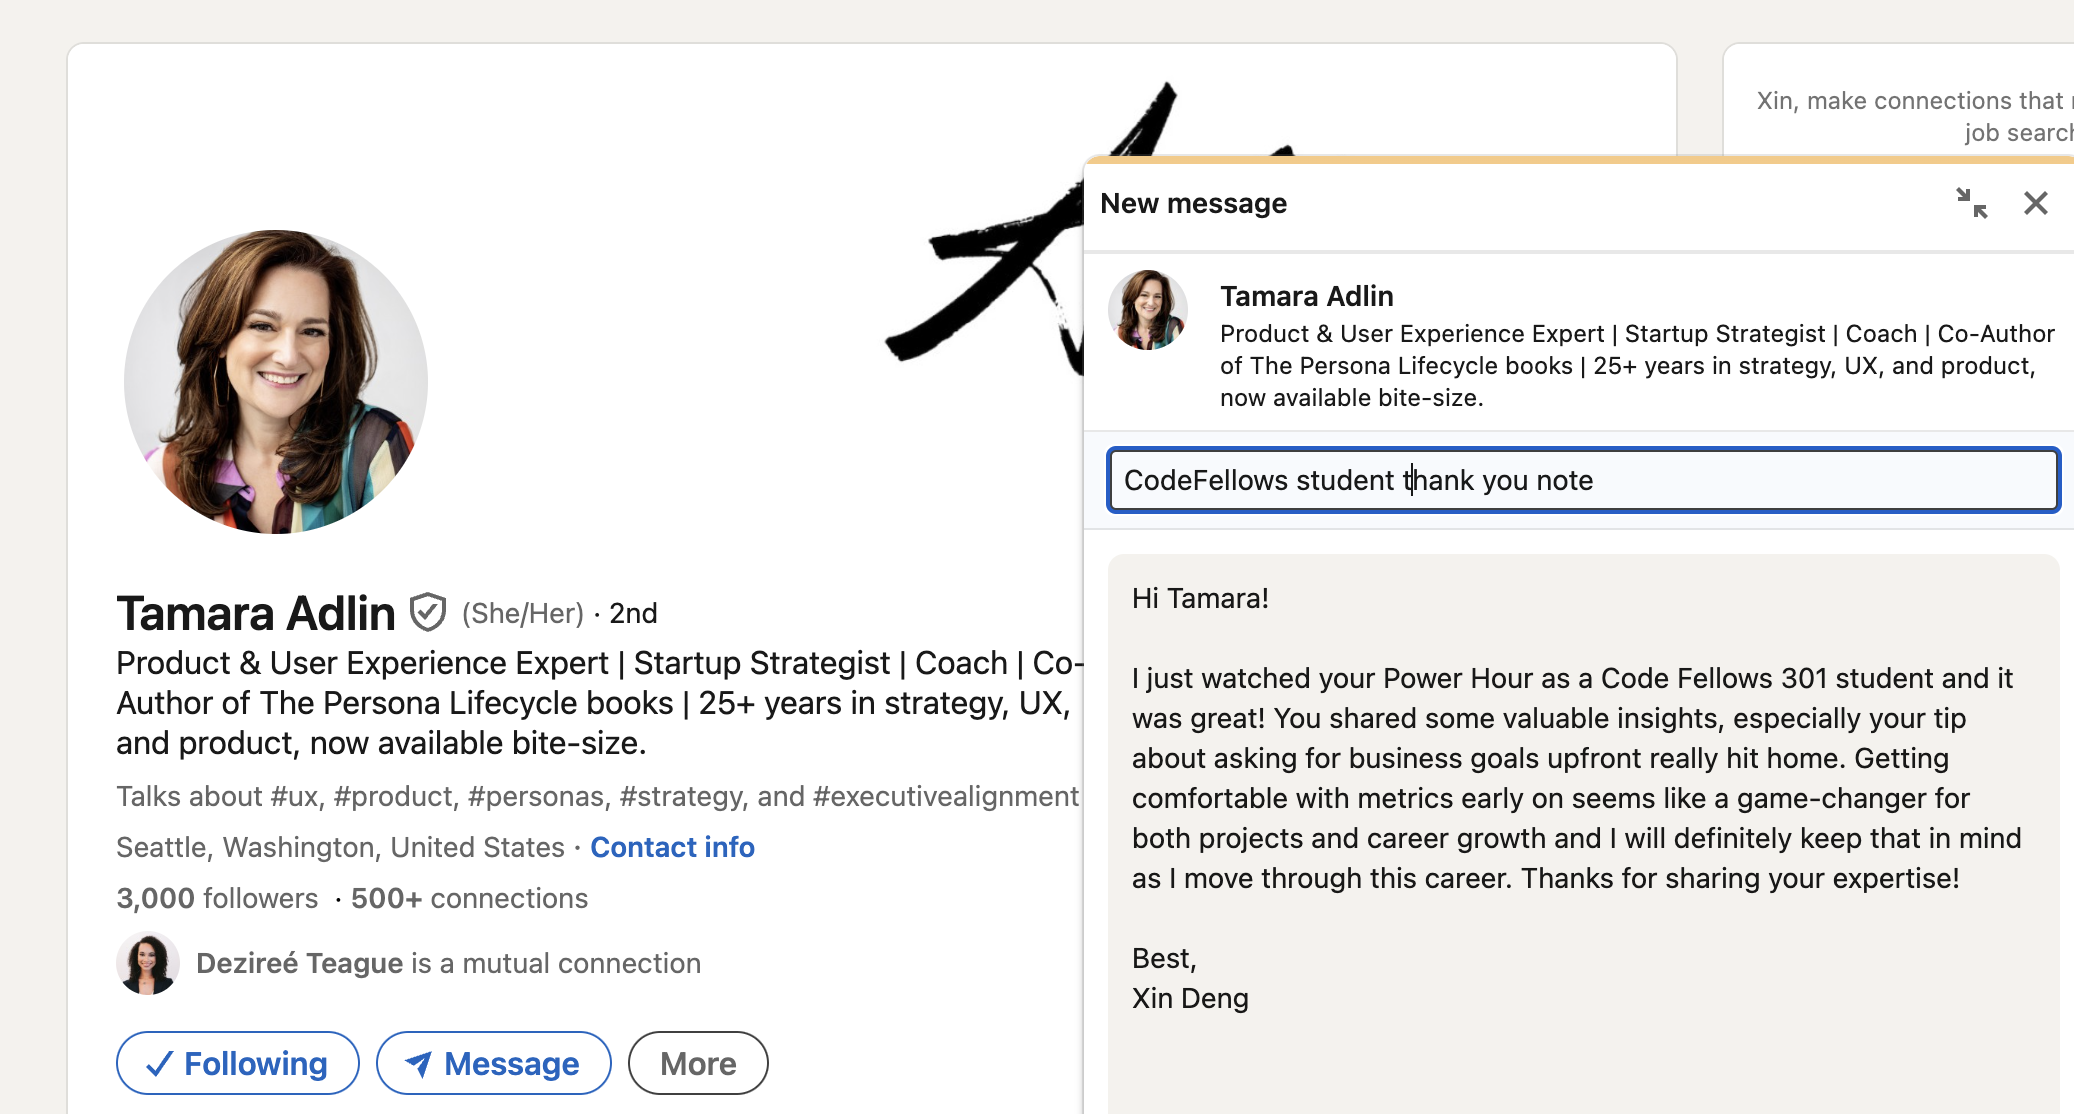 Xin, make connections that
job search
New message
Tamara Adlin
Product & User Experience Expert | Startup Strategist | Coach | Co-Author
of The Persona Lifecycle books | 25+ years in strategy, UX, and product,
now available bite-size.
CodeFellows student thank you note
Hi Tamara!
I just watched your Power Hour as a Code Fellows 301 student and it
was great! You shared some valuable insights, especially your tip
about asking for business goals upfront really hit home. Getting
comfortable with metrics early on seems like a game-changer for
both projects and career growth and I will definitely keep that in mind
as I move through this career. Thanks for sharing your expertise!
Best,
Xin Deng
Tamara Adlin (She/Her) · 2nd
Product & User Experience Expert | Startup Strategist | Coach | Co-
Author of The Persona Lifecycle books | 25+ years in strategy, UX,
and product, now available bite-size.
Talks about #ux, #product, #personas, #strategy, and #executivealignment
Seattle, Washington, United States · Contact info
3,000 followers · 500+ connections
Dezireé Teague is a mutual connection
Following
Message
More